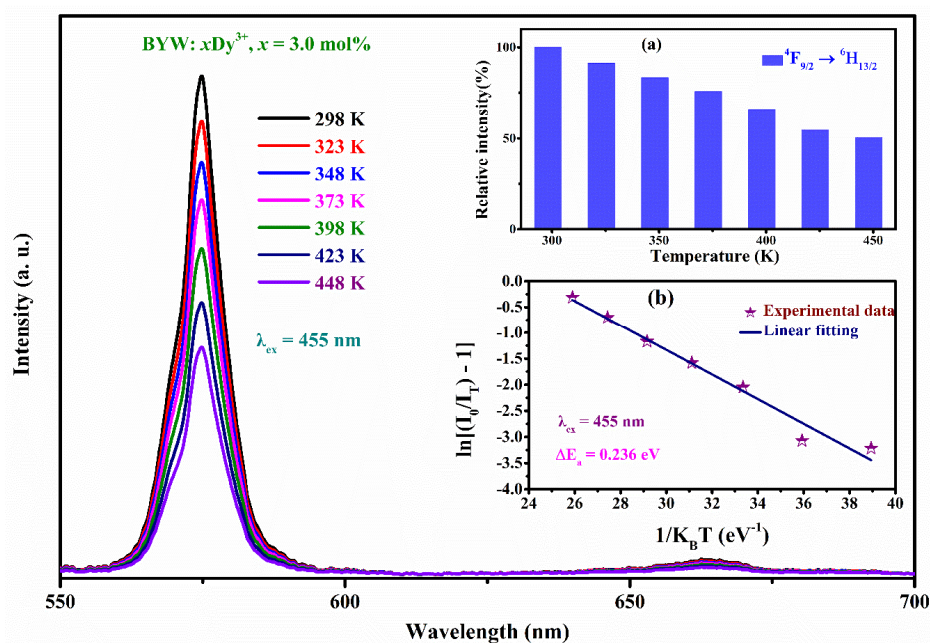 BYW: xDy³⁺, x = 3.0 mol%
298 K
323 K
348 K
373 K
398 K
423 K
448 K
λₑₓ = 455 nm
Intensity (a. u.)
550
600
650
700
Wavelength (nm)
(a)
⁴F₉/₂ → ⁶H₁₃/₂
Relative intensity(%)
100
50
0
300
350
400
450
Temperature (K)
(b)
Experimental data
Linear fitting
ln[(I₀/I_T) - 1]
0.0
-0.5
-1.0
-1.5
-2.0
-2.5
-3.0
-3.5
-4.0
λₑₓ = 455 nm
ΔEₐ = 0.236 eV
24
26
28
30
32
34
36
38
40
1/K_BT (eV⁻¹)